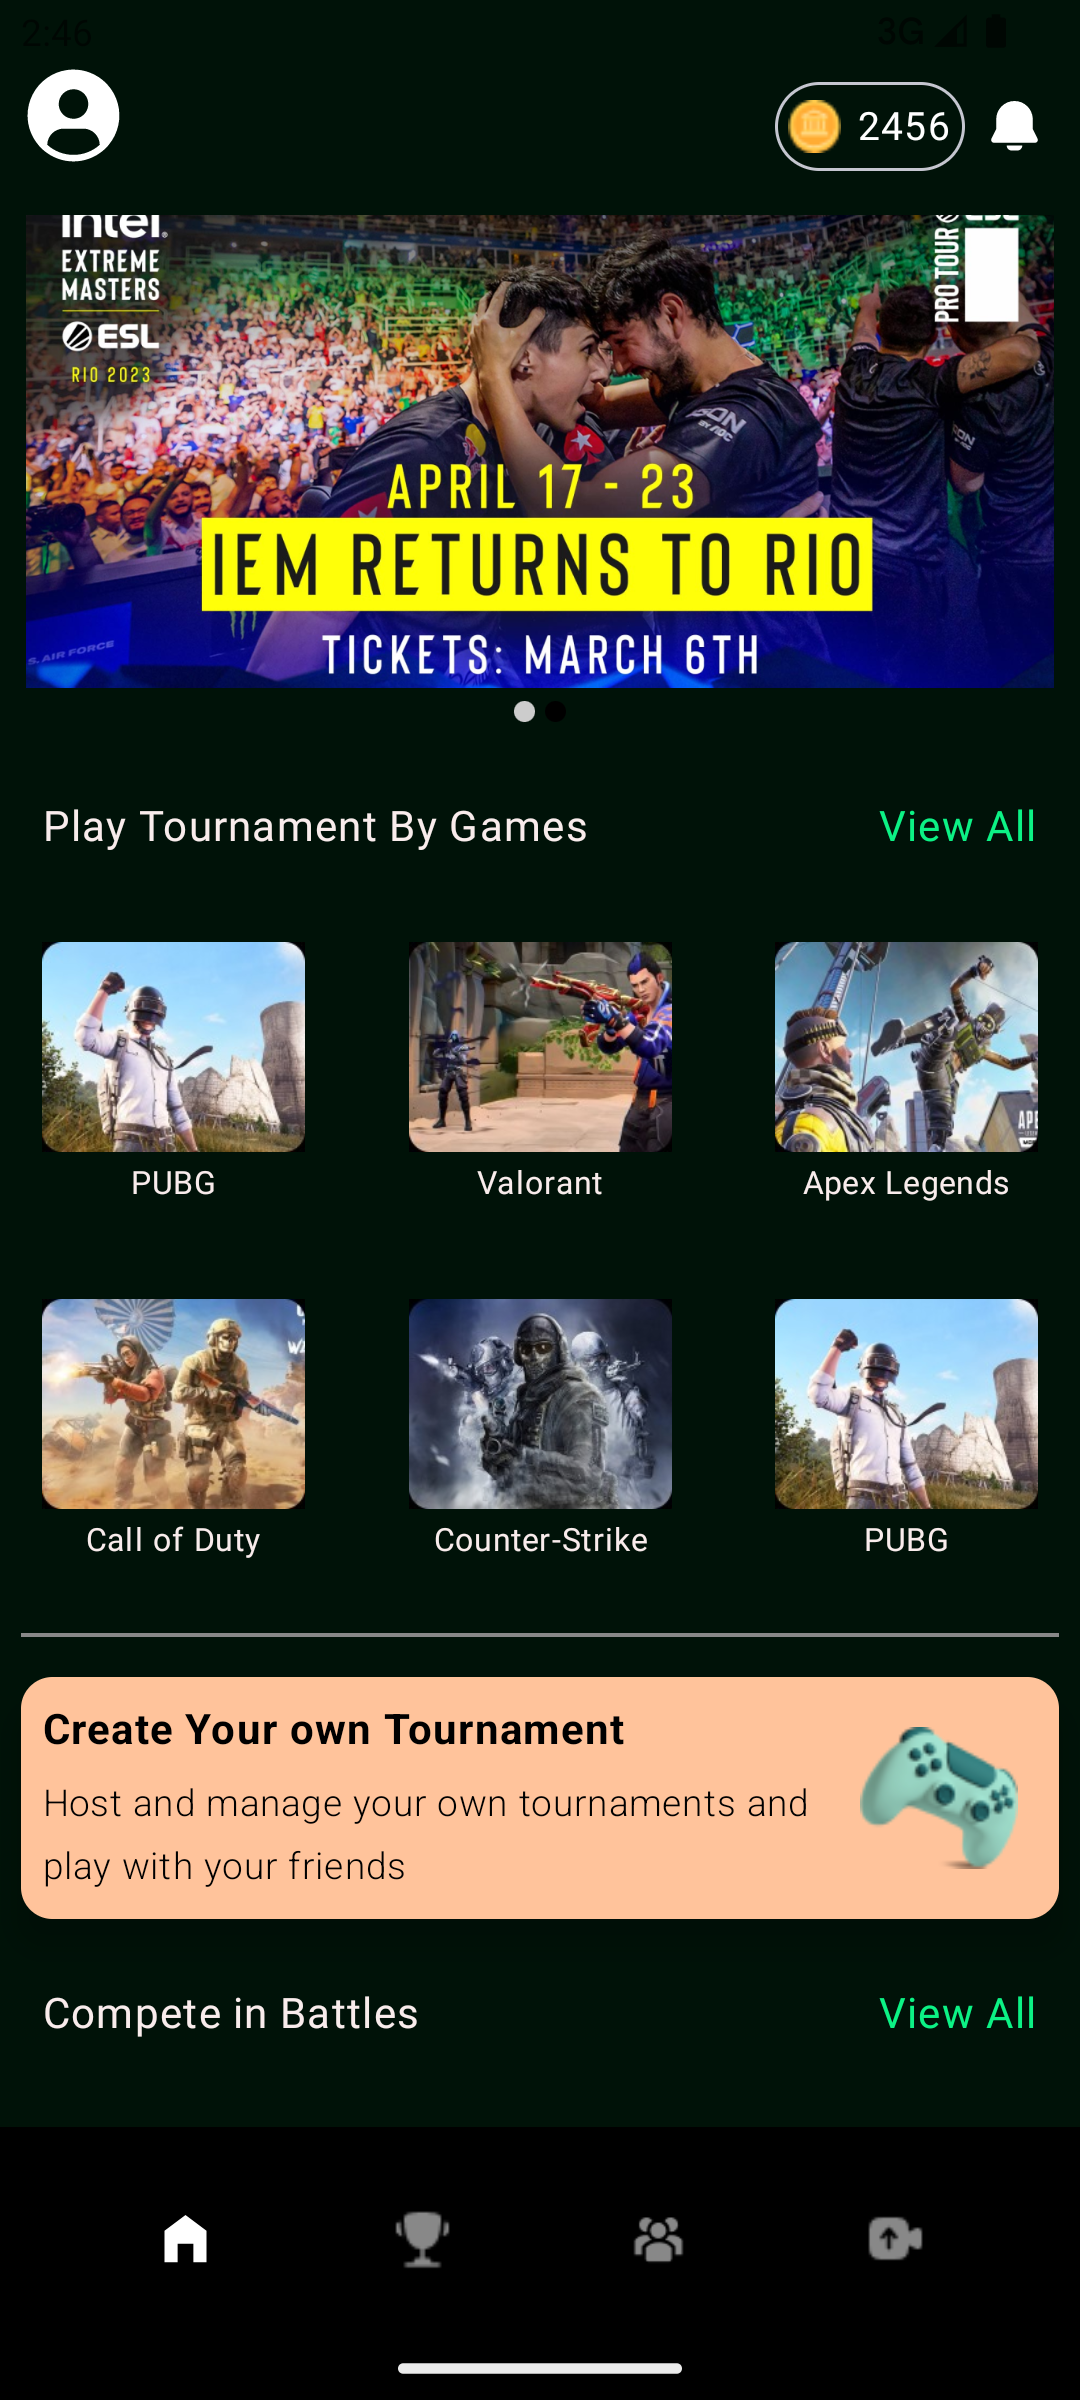 2:46
3G
2456
intel
EXTREME
MASTERS
ESL
RIO 2023
PRO TOUR
APRIL 17 - 23
IEM RETURNS TO RIO
TICKETS: MARCH 6TH
Play Tournament By Games
View All
PUBG
Valorant
Apex Legends
Call of Duty
Counter-Strike
PUBG
Create Your own Tournament
Host and manage your own tournaments and
play with your friends
Compete in Battles
View All